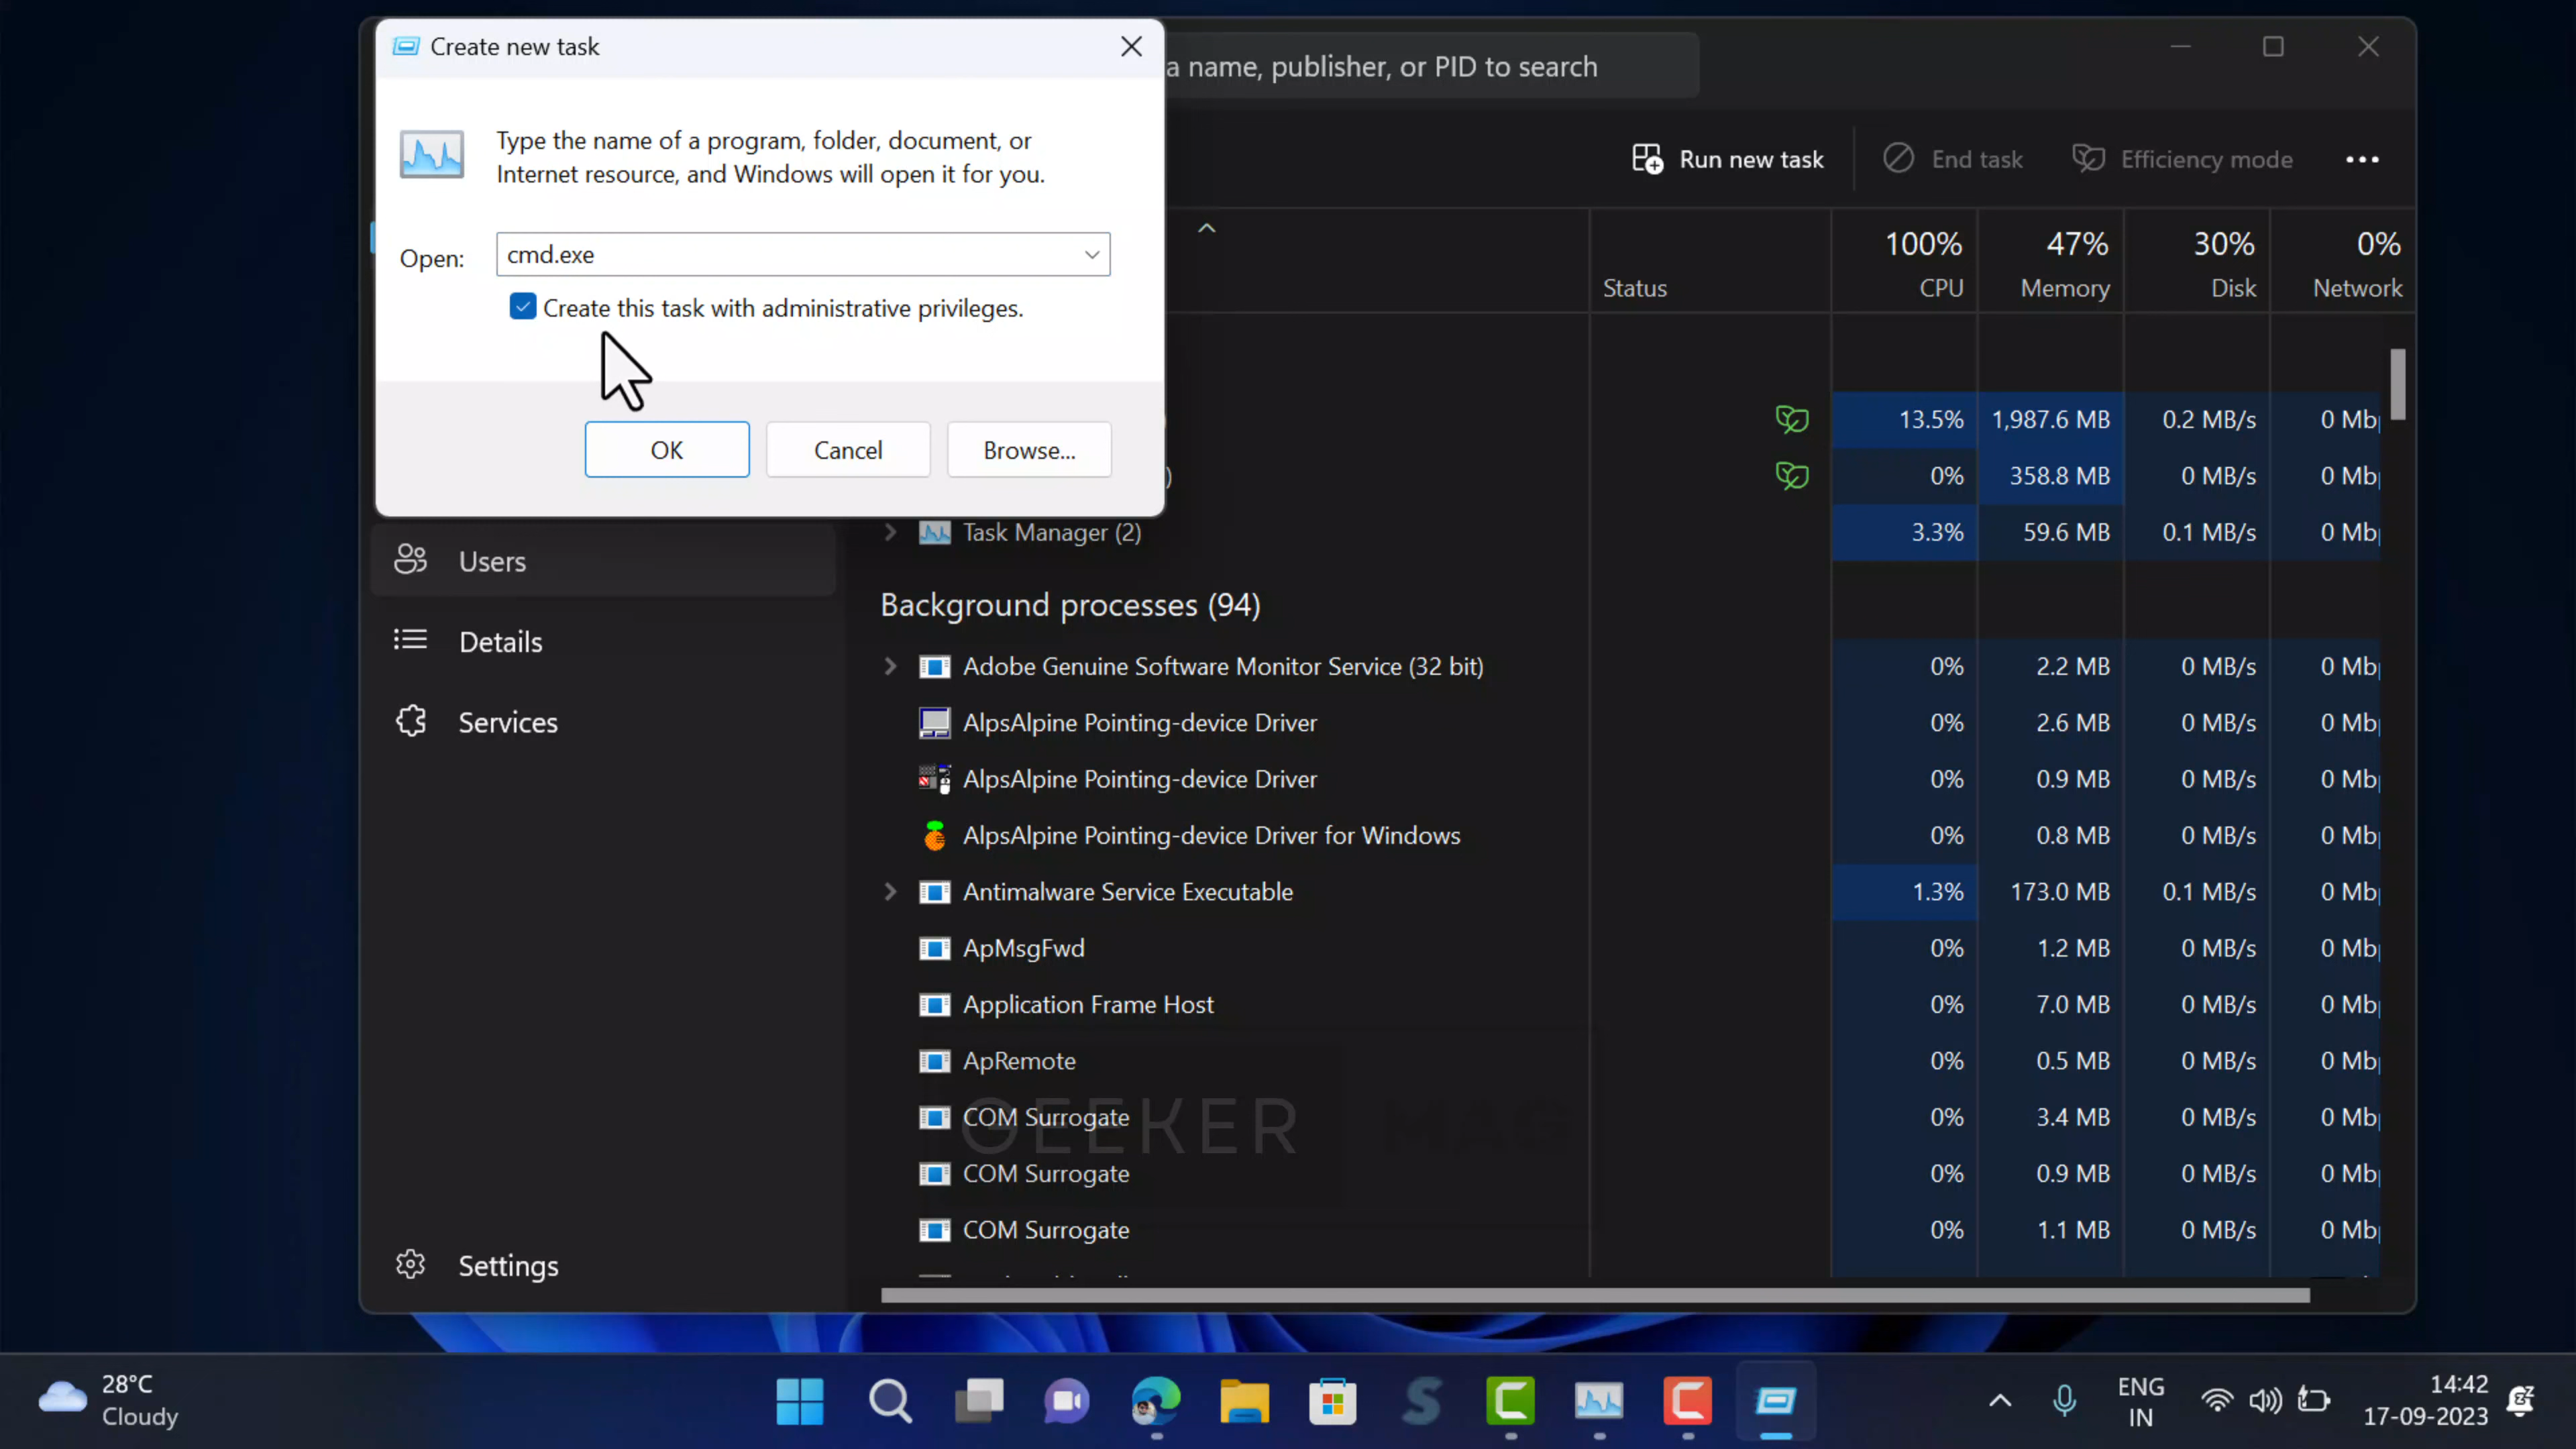 Create new task
a name, publisher, or PID to search
Type the name of a program, folder, document, or
Internet resource, and Windows will open it for you.
Open: cmd.exe
Create this task with administrative privileges.
OK Cancel Browse...
Run new task End task Efficiency mode
100% 47% 30% 0%
Status CPU Memory Disk Network
13.5% 1,987.6 MB 0.2 MB/s 0 Mb
) 0% 358.8 MB 0 MB/s 0 Mb
Task Manager (2) 3.3% 59.6 MB 0.1 MB/s 0 Mb
Users
Details
Services
Settings
Background processes (94)
Adobe Genuine Software Monitor Service (32 bit) 0% 2.2 MB 0 MB/s 0 Mb
AlpsAlpine Pointing-device Driver 0% 2.6 MB 0 MB/s 0 Mb
AlpsAlpine Pointing-device Driver 0% 0.9 MB 0 MB/s 0 Mb
AlpsAlpine Pointing-device Driver for Windows 0% 0.8 MB 0 MB/s 0 Mb
Antimalware Service Executable 1.3% 173.0 MB 0.1 MB/s 0 Mb
ApMsgFwd 0% 1.2 MB 0 MB/s 0 Mb
Application Frame Host 0% 7.0 MB 0 MB/s 0 Mb
ApRemote 0% 0.5 MB 0 MB/s 0 Mb
COM Surrogate 0% 3.4 MB 0 MB/s 0 Mb
GEEKER MAG
COM Surrogate 0% 0.9 MB 0 MB/s 0 Mb
COM Surrogate 0% 1.1 MB 0 MB/s 0 Mb
28°C
Cloudy
ENG
IN
14:42
17-09-2023